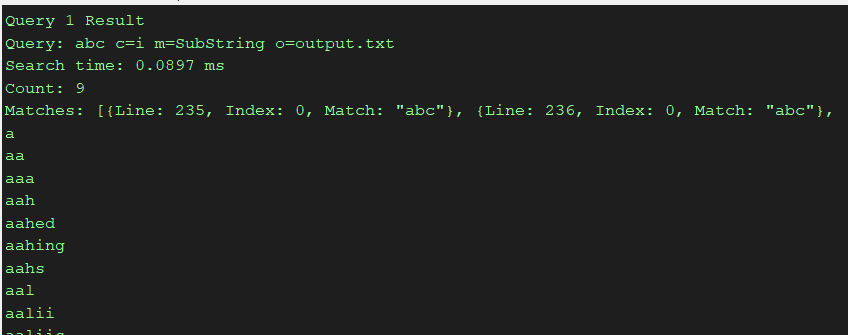 Query 1 Result
Query: abc c=i m=SubString o=output.txt
Search time: 0.0897 ms
Count: 9
Matches: [{Line: 235, Index: 0, Match: "abc"}, {Line: 236, Index: 0, Match: "abc"},
a
aa
aaa
aah
aahed
aahing
aahs
aal
aalii